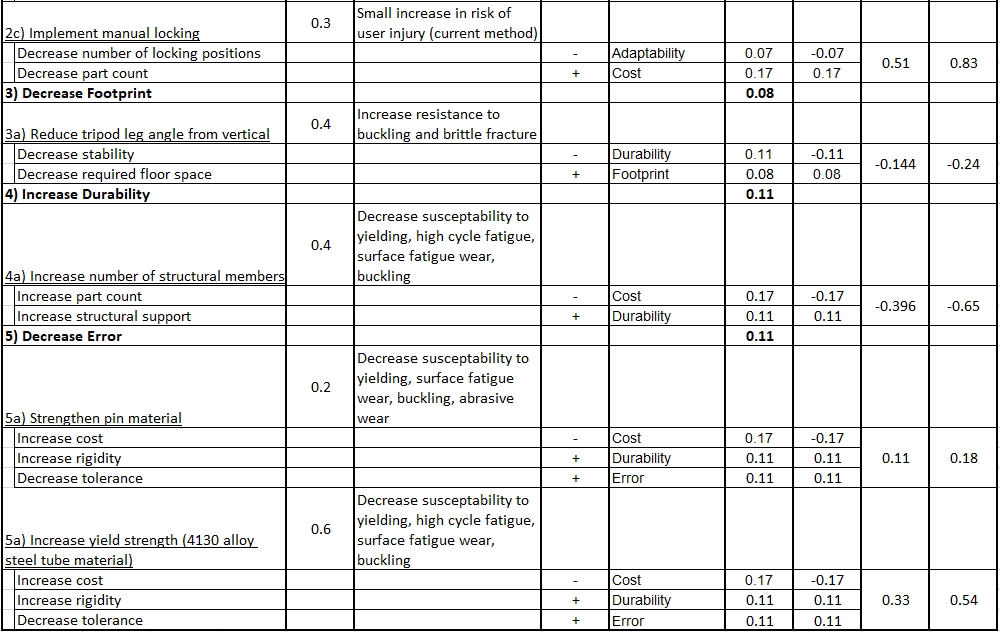 2c) Implement manual locking 0.3 Small increase in risk of
user injury (current method)
Decrease number of locking positions - Adaptability 0.07 -0.07 0.51 0.83
Decrease part count + Cost 0.17 0.17
3) Decrease Footprint 0.08
3a) Reduce tripod leg angle from vertical 0.4 Increase resistance to
buckling and brittle fracture
Decrease stability - Durability 0.11 -0.11 -0.144 -0.24
Decrease required floor space + Footprint 0.08 0.08
4) Increase Durability 0.11
4a) Increase number of structural members 0.4 Decrease susceptability to
yielding, high cycle fatigue,
surface fatigue wear,
buckling
Increase part count - Cost 0.17 -0.17 -0.396 -0.65
Increase structural support + Durability 0.11 0.11
5) Decrease Error 0.11
5a) Strengthen pin material 0.2 Decrease susceptability to
yielding, surface fatigue
wear, buckling, abrasive
wear
Increase cost - Cost 0.17 -0.17
Increase rigidity + Durability 0.11 0.11 0.11 0.18
Decrease tolerance + Error 0.11 0.11
5a) Increase yield strength (4130 alloy
steel tube material) 0.6 Decrease susceptability to
yielding, high cycle fatigue,
surface fatigue wear,
buckling
Increase cost - Cost 0.17 -0.17
Increase rigidity + Durability 0.11 0.11 0.33 0.54
Decrease tolerance + Error 0.11 0.11